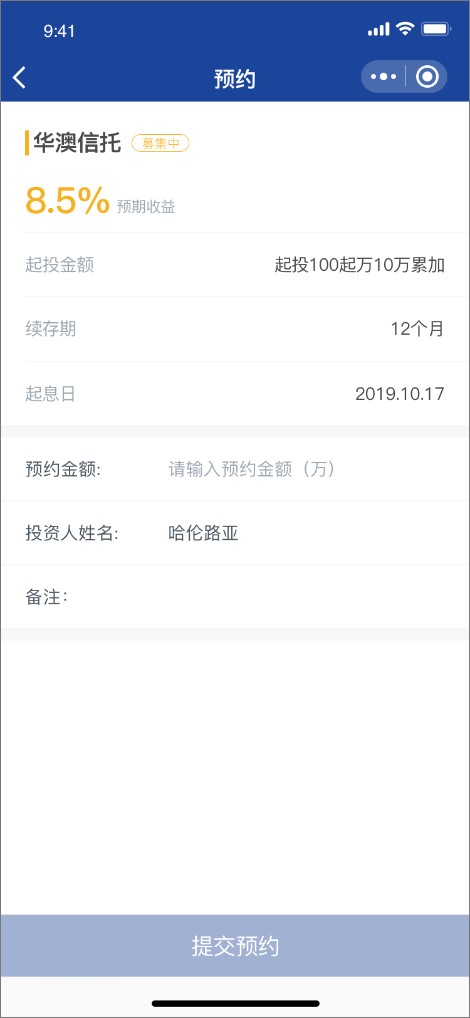 9:41
预约
华澳信托 募集中
8.5% 预期收益
起投金额 起投100起万10万累加
续存期 12个月
起息日 2019.10.17
预约金额: 请输入预约金额（万）
投资人姓名: 哈伦路亚
备注:
提交预约